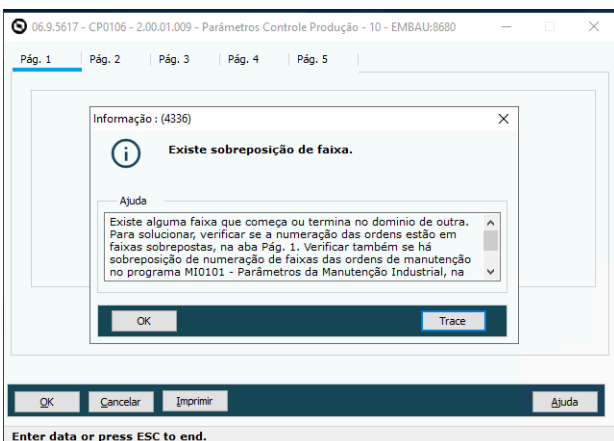 06.9.5617 - CP0106 - 2.00.01.009 - Parâmetros Controle Produção - 10 - EMBAU:8680
Pág. 1 Pág. 2 Pág. 3 Pág. 4 Pág. 5
Informação : (4336)
Existe sobreposição de faixa.
Ajuda
Existe alguma faixa que começa ou termina no dominio de outra.
Para solucionar, verificar se a numeração das ordens estão em
faixas sobrepostas, na aba Pág. 1. Verificar também se há
sobreposição de numeração de faixas das ordens de manutenção
no programa MI0101 - Parâmetros da Manutenção Industrial, na
OK Trace
OK Cancelar Imprimir Ajuda
Enter data or press ESC to end.